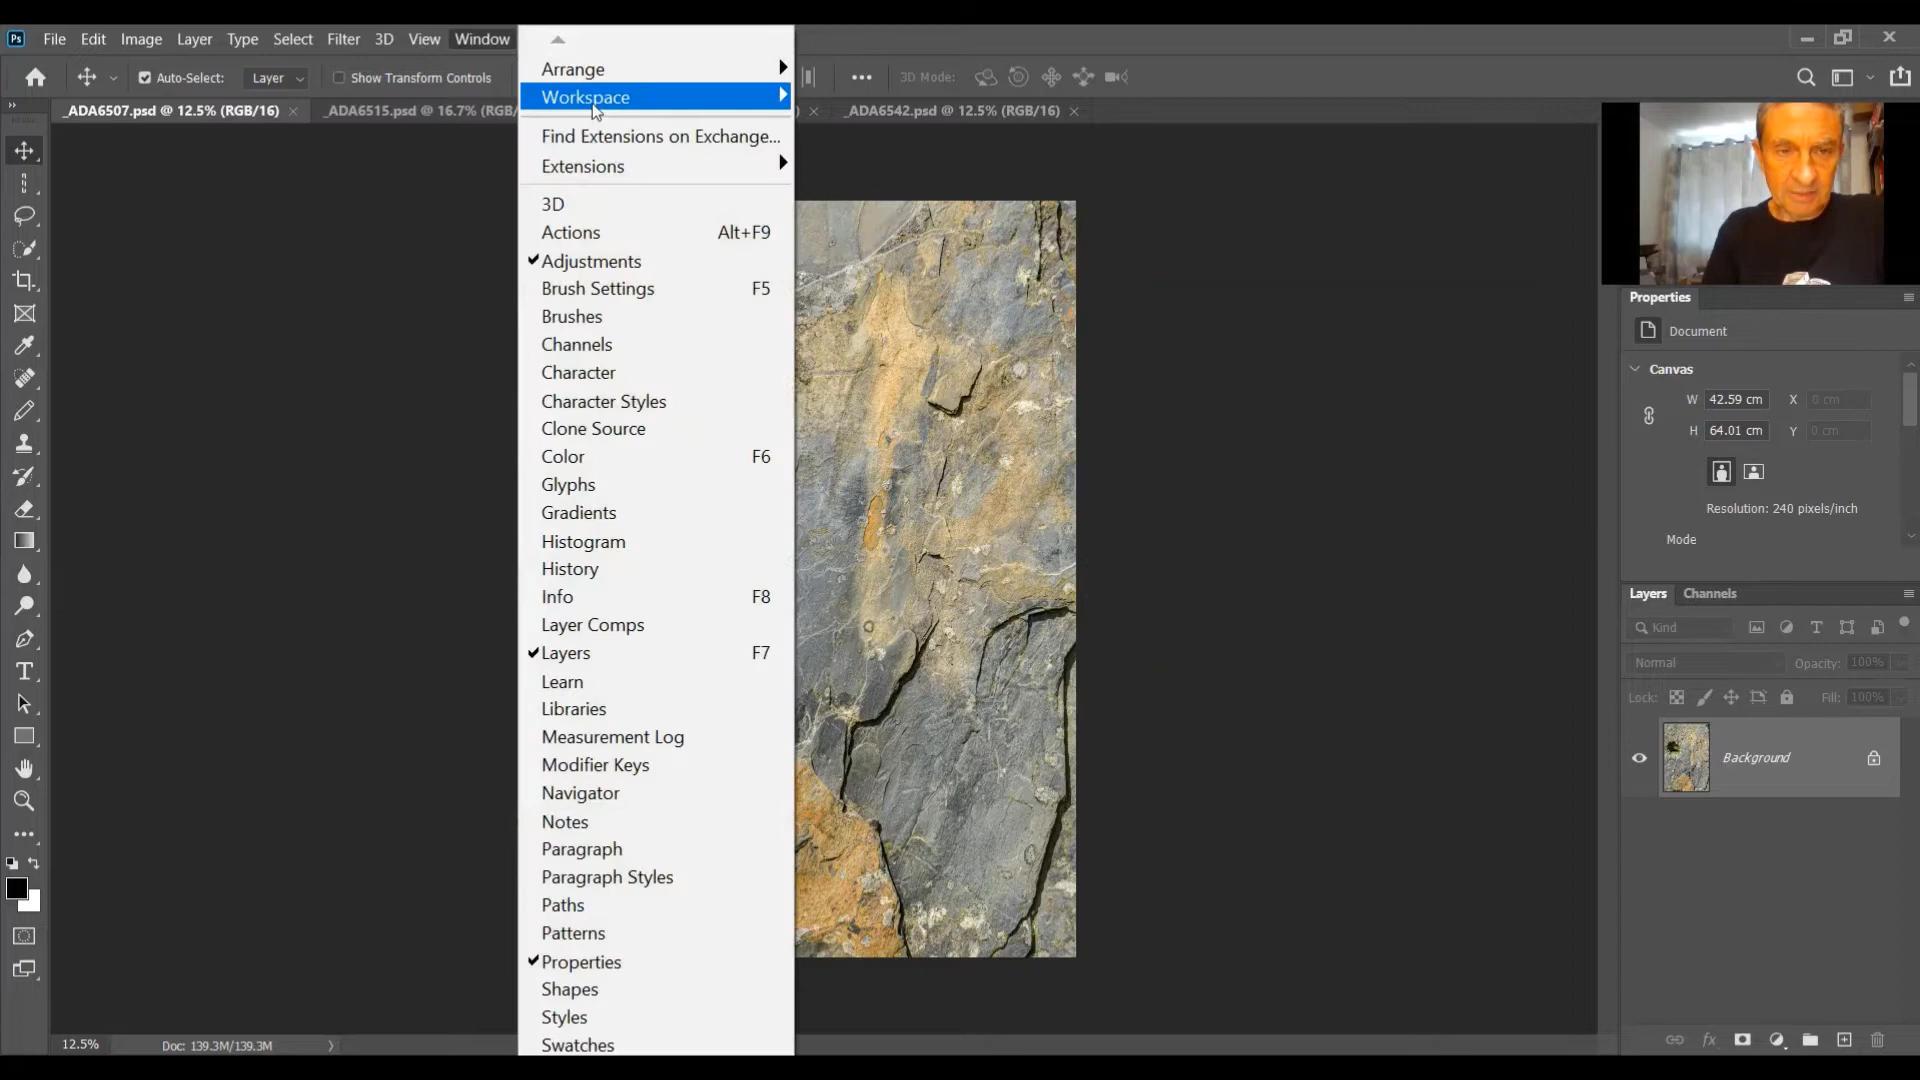 Ps File Edit Image Layer Type Select Filter 3D View Window
Auto-Select: Layer Show Transform Controls 3D Mode:
_ADA6507.psd @ 12.5% (RGB/16) _ADA6515.psd @ 16.7% (RGB/ ) _ADA6542.psd @ 12.5% (RGB/16)
Arrange
Workspace
Find Extensions on Exchange...
Extensions
3D
Actions Alt+F9
Adjustments
Brush Settings F5
Brushes
Channels
Character
Character Styles
Clone Source
Color F6
Glyphs
Gradients
Histogram
History
Info F8
Layer Comps
Layers F7
Learn
Libraries
Measurement Log
Modifier Keys
Navigator
Notes
Paragraph
Paragraph Styles
Paths
Patterns
Properties
Shapes
Styles
Swatches
Properties
Document
Canvas
W 42.59 cm X 0 cm
H 64.01 cm Y 0 cm
Resolution: 240 pixels/inch
Mode
Layers Channels
Kind
Normal Opacity: 100%
Lock: Fill: 100%
Background
fx
12.5% Doc: 139.3M/139.3M